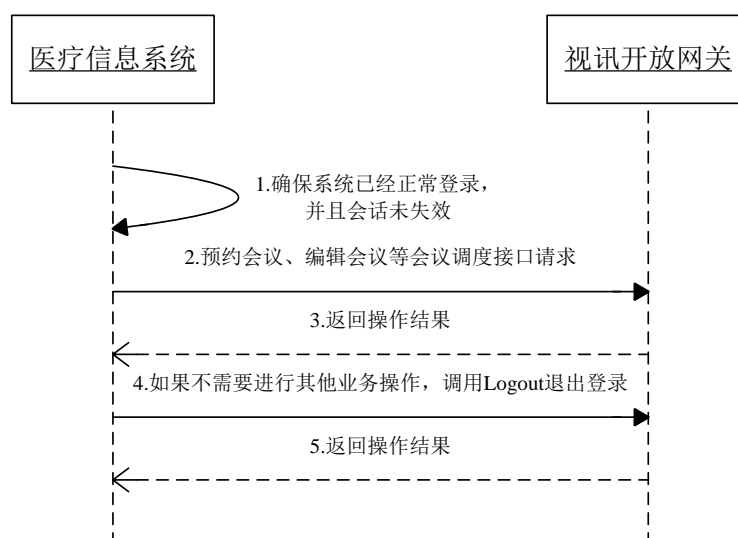 医疗信息系统
视讯开放网关
1.确保系统已经正常登录，
并且会话未失效
2.预约会议、编辑会议等会议调度接口请求
3.返回操作结果
4.如果不需要进行其他业务操作，调用Logout退出登录
5.返回操作结果